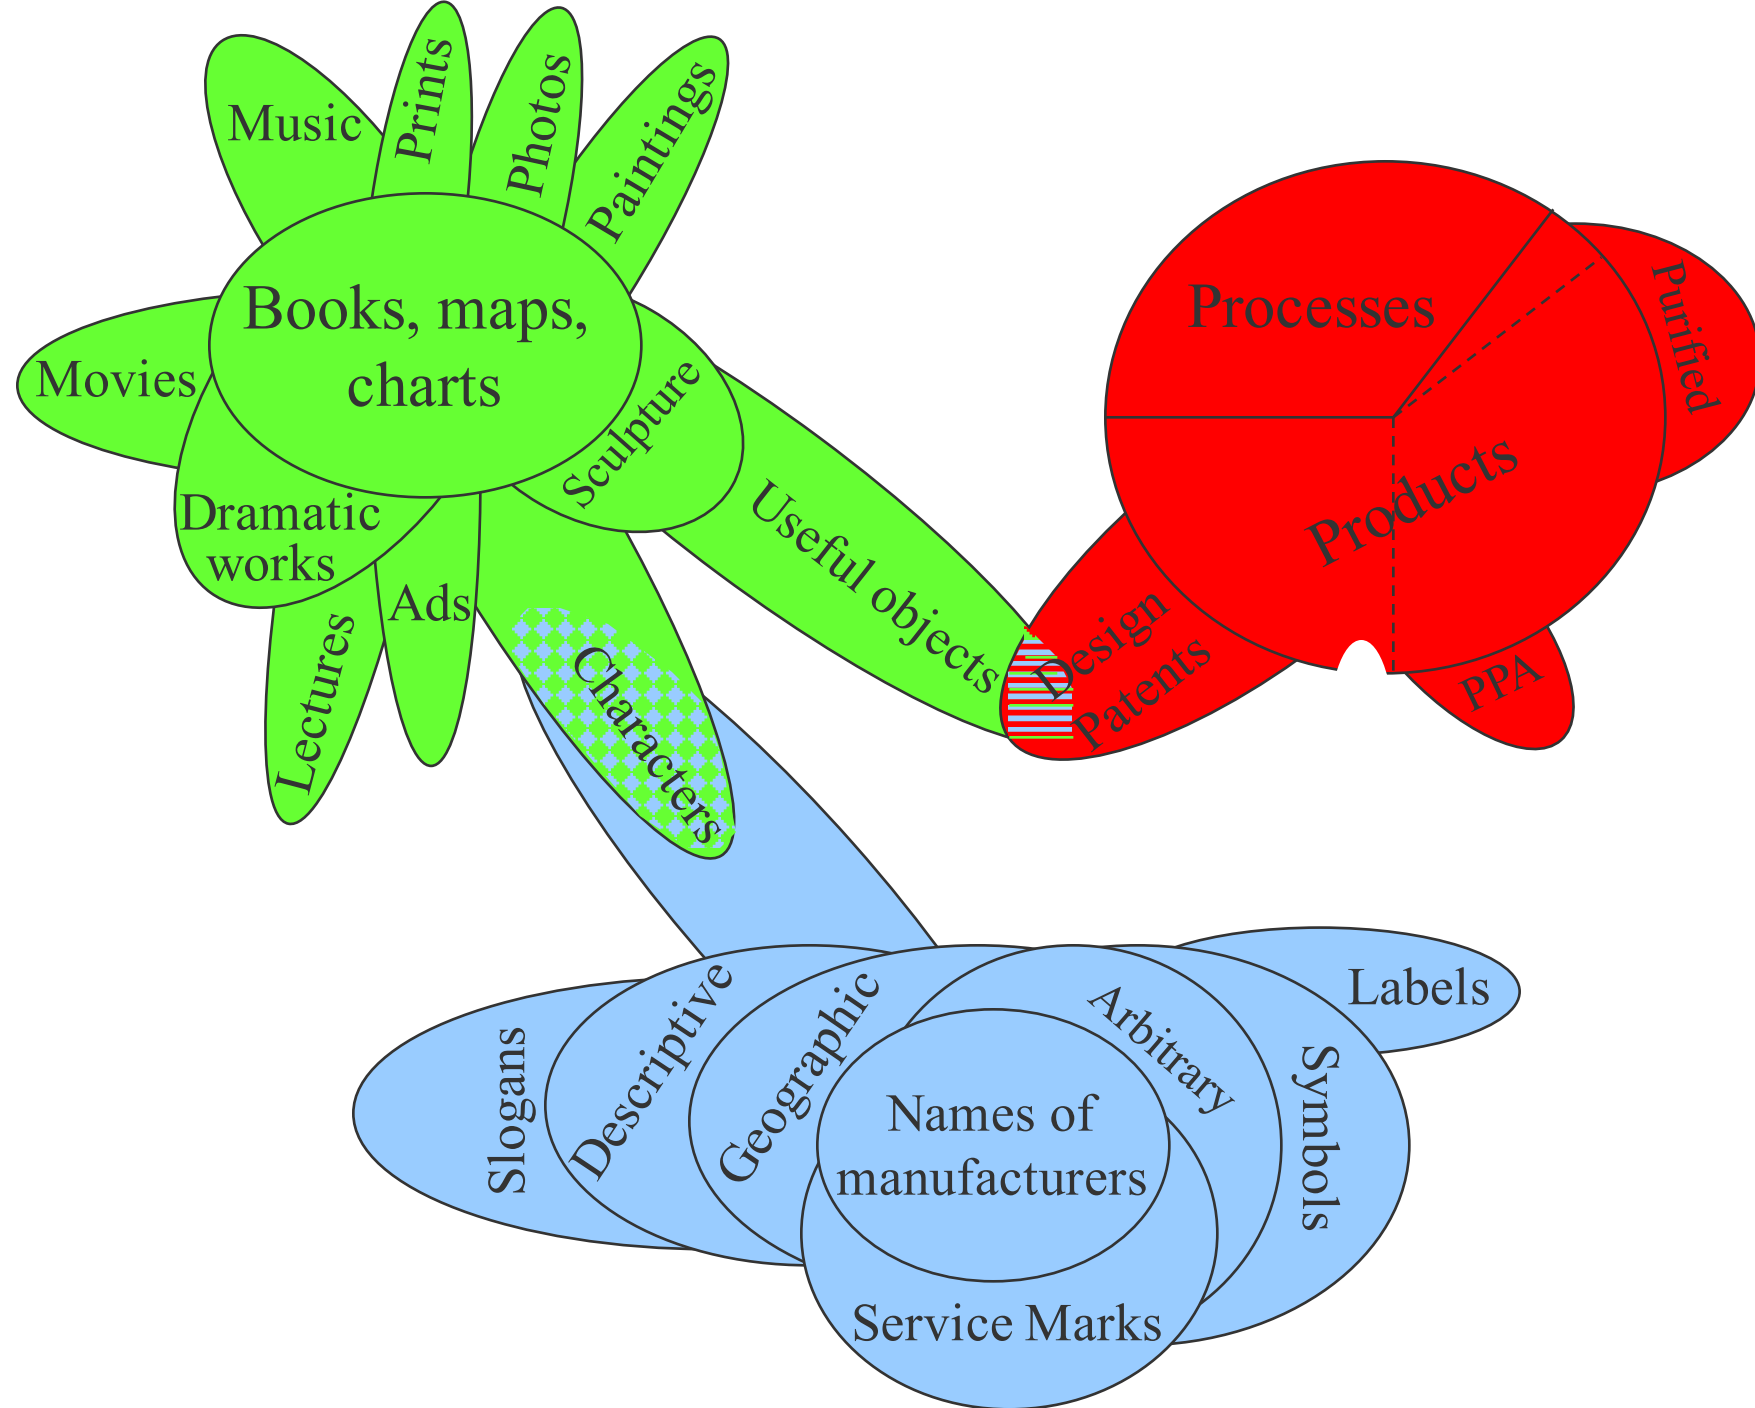 Music
Prints
Photos
Paintings
Books, maps,
charts
Movies
Sculpture
Dramatic
works
Ads
Lectures
Characters
Useful objects
Processes
Products
Purified
Design
Patents
PPA
Slogans
Descriptive
Geographic
Names of
manufacturers
Arbitrary
Symbols
Labels
Service Marks